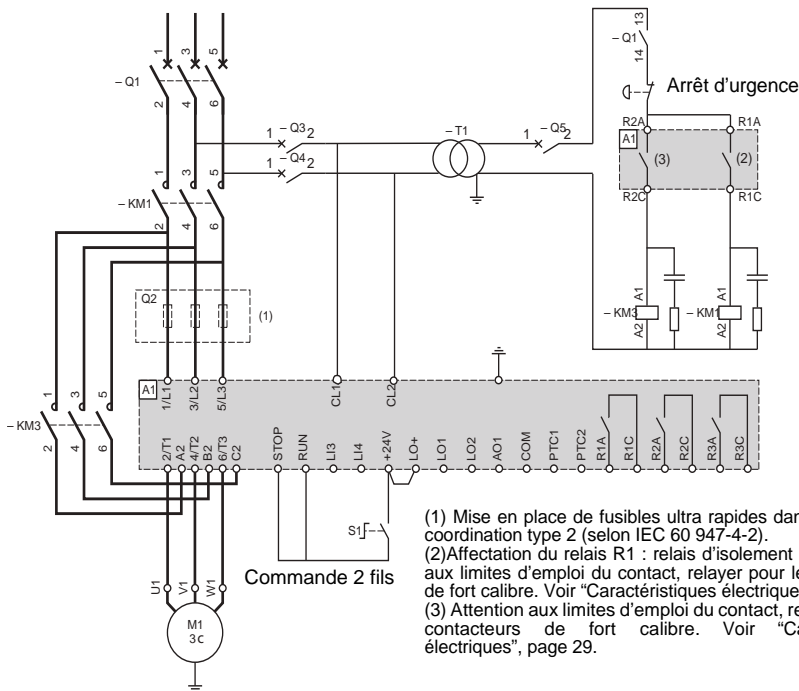 1 3 5
– Q1
2 4 6
1 – Q3 2
1 – Q4 2
– T1
1 – Q5 2
13
– Q1
14
Arrêt d'urgence
R2A R1A
A1
(3) (2)
R2C R1C
1 3 5
– KM1
2 4 6
A1 A1
– KM3 – KM1
A2 A2
Q2
(1)
A1
1/L1 3/L2 5/L3 CL1 CL2
1 3 5
– KM3
2 4 6
2/T1 A2 4/T2 B2 6/T3 C2 STOP RUN LI3 LI4 +24V LO+ LO1 LO2 AO1 COM PTC1 PTC2 R1A R1C R2A R2C R3A R3C
S1
Commande 2 fils
U1 V1 W1
M1
3c
(1) Mise en place de fusibles ultra rapides dan
coordination type 2 (selon IEC 60 947-4-2).
(2)Affectation du relais R1 : relais d'isolement
aux limites d'emploi du contact, relayer pour le
de fort calibre. Voir “Caractéristiques électrique
(3) Attention aux limites d'emploi du contact, re
contacteurs de fort calibre. Voir “Ca
électriques”, page 29.